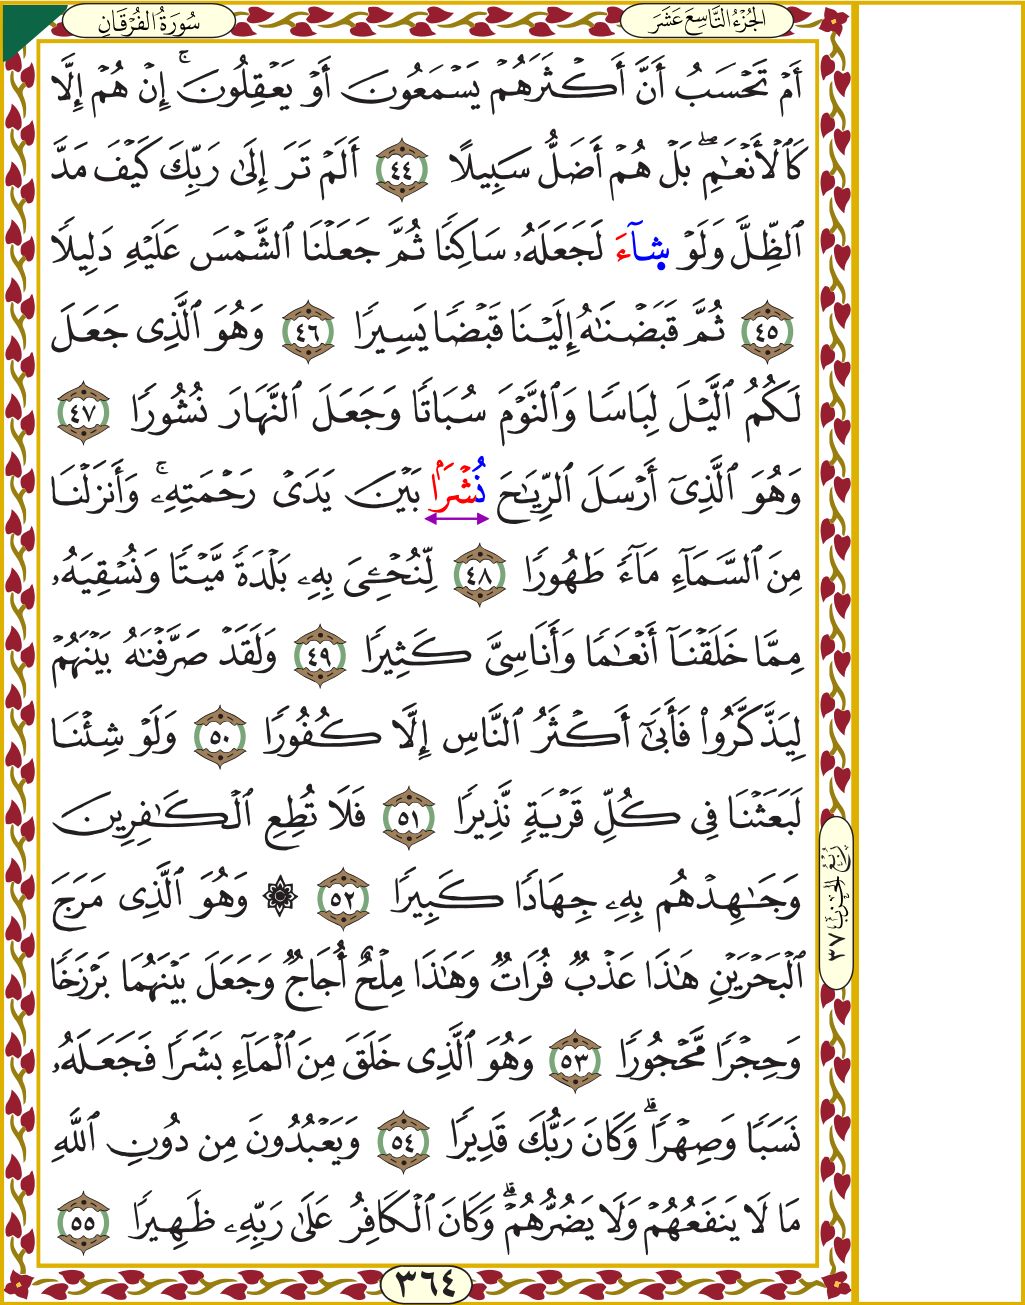 سُورَةُ الفُرْقَانِ
الجُزْءُ التَّاسِعَ عَشَرَ
أَمْ تَحْسَبُ أَنَّ أَكْثَرَهُمْ يَسْمَعُونَ أَوْ يَعْقِلُونَ ۚ إِنْ هُمْ إِلَّا
كَٱلْأَنْعَٰمِ ۖ بَلْ هُمْ أَضَلُّ سَبِيلًا ٤٤ أَلَمْ تَرَ إِلَىٰ رَبِّكَ كَيْفَ مَدَّ
ٱلظِّلَّ وَلَوْ شَآءَ لَجَعَلَهُۥ سَاكِنًا ثُمَّ جَعَلْنَا ٱلشَّمْسَ عَلَيْهِ دَلِيلًا
٤٥ ثُمَّ قَبَضْنَٰهُ إِلَيْنَا قَبْضًا يَسِيرًا ٤٦ وَهُوَ ٱلَّذِى جَعَلَ
لَكُمُ ٱلَّيْلَ لِبَاسًا وَٱلنَّوْمَ سُبَاتًا وَجَعَلَ ٱلنَّهَارَ نُشُورًا ٤٧
وَهُوَ ٱلَّذِىٓ أَرْسَلَ ٱلرِّيَٰحَ نُشْرًۢا بَيْنَ يَدَىْ رَحْمَتِهِۦ ۚ وَأَنزَلْنَا
مِنَ ٱلسَّمَآءِ مَآءً طَهُورًا ٤٨ لِّنُحْـِۧىَ بِهِۦ بَلْدَةً مَّيْتًا وَنُسْقِيَهُۥ
مِمَّا خَلَقْنَآ أَنْعَٰمًا وَأَنَاسِىَّ كَثِيرًا ٤٩ وَلَقَدْ صَرَّفْنَٰهُ بَيْنَهُمْ
لِيَذَّكَّرُوا۟ فَأَبَىٰٓ أَكْثَرُ ٱلنَّاسِ إِلَّا كُفُورًا ٥٠ وَلَوْ شِئْنَا
لَبَعَثْنَا فِى كُلِّ قَرْيَةٍ نَّذِيرًا ٥١ فَلَا تُطِعِ ٱلْكَٰفِرِينَ
وَجَٰهِدْهُم بِهِۦ جِهَادًا كَبِيرًا ٥٢ ۞ وَهُوَ ٱلَّذِى مَرَجَ
ٱلْبَحْرَيْنِ هَٰذَا عَذْبٌ فُرَاتٌ وَهَٰذَا مِلْحٌ أُجَاجٌ وَجَعَلَ بَيْنَهُمَا بَرْزَخًا
وَحِجْرًا مَّحْجُورًا ٥٣ وَهُوَ ٱلَّذِى خَلَقَ مِنَ ٱلْمَآءِ بَشَرًا فَجَعَلَهُۥ
نَسَبًا وَصِهْرًا ۗ وَكَانَ رَبُّكَ قَدِيرًا ٥٤ وَيَعْبُدُونَ مِن دُونِ ٱللَّهِ
مَا لَا يَنفَعُهُمْ وَلَا يَضُرُّهُمْ ۗ وَكَانَ ٱلْكَافِرُ عَلَىٰ رَبِّهِۦ ظَهِيرًا ٥٥
رُبْعُ الحِزْبِ ٣٧
٣٦٤